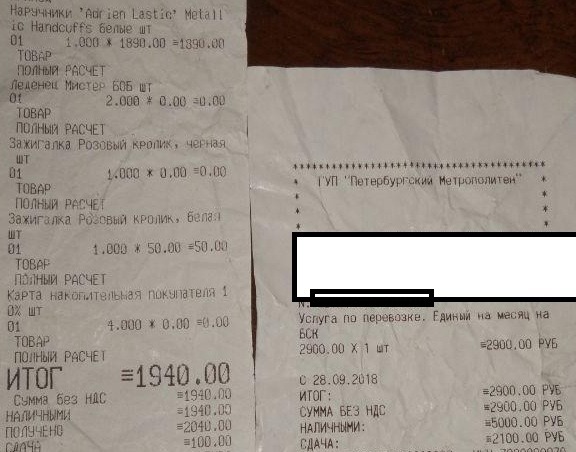 Наручники 'Adrien Lastic' Metall
ic Handcuffs белые шт
01 1.000 * 1890.00 =1890.00
ТОВАР
ПОЛНЫЙ РАСЧЕТ
Леденец Мистер БОБ шт
01 2.000 * 0.00 =0.00
ТОВАР
ПОЛНЫЙ РАСЧЕТ
Зажигалка Розовый кролик, черная
шт
01 1.000 * 0.00 =0.00
ТОВАР
ПОЛНЫЙ РАСЧЕТ
Зажигалка Розовый кролик, белая
шт
01 1.000 * 50.00 =50.00
ТОВАР
ПОЛНЫЙ РАСЧЕТ
Карта накопительная покупателя 1
0% шт
01 4.000 * 0.00 =0.00
ТОВАР
ПОЛНЫЙ РАСЧЕТ
ИТОГ =1940.00
Сумма без НДС =1940.00
НАЛИЧНЫМИ =1940.00
ПОЛУЧЕНО =2040.00
СДАЧА =100.00
****************************************
* ГУП "Петербургский Метрополитен" *
* *
* *
* *
Услуга по перевозке. Единый на месяц на
БСК
2900.00 X 1 шт =2900.00 РУБ
С 28.09.2018
ИТОГ: =2900.00 РУБ
СУММА БЕЗ НДС =2900.00 РУБ
НАЛИЧНЫМИ: =5000.00 РУБ
СДАЧА: =2100.00 РУБ